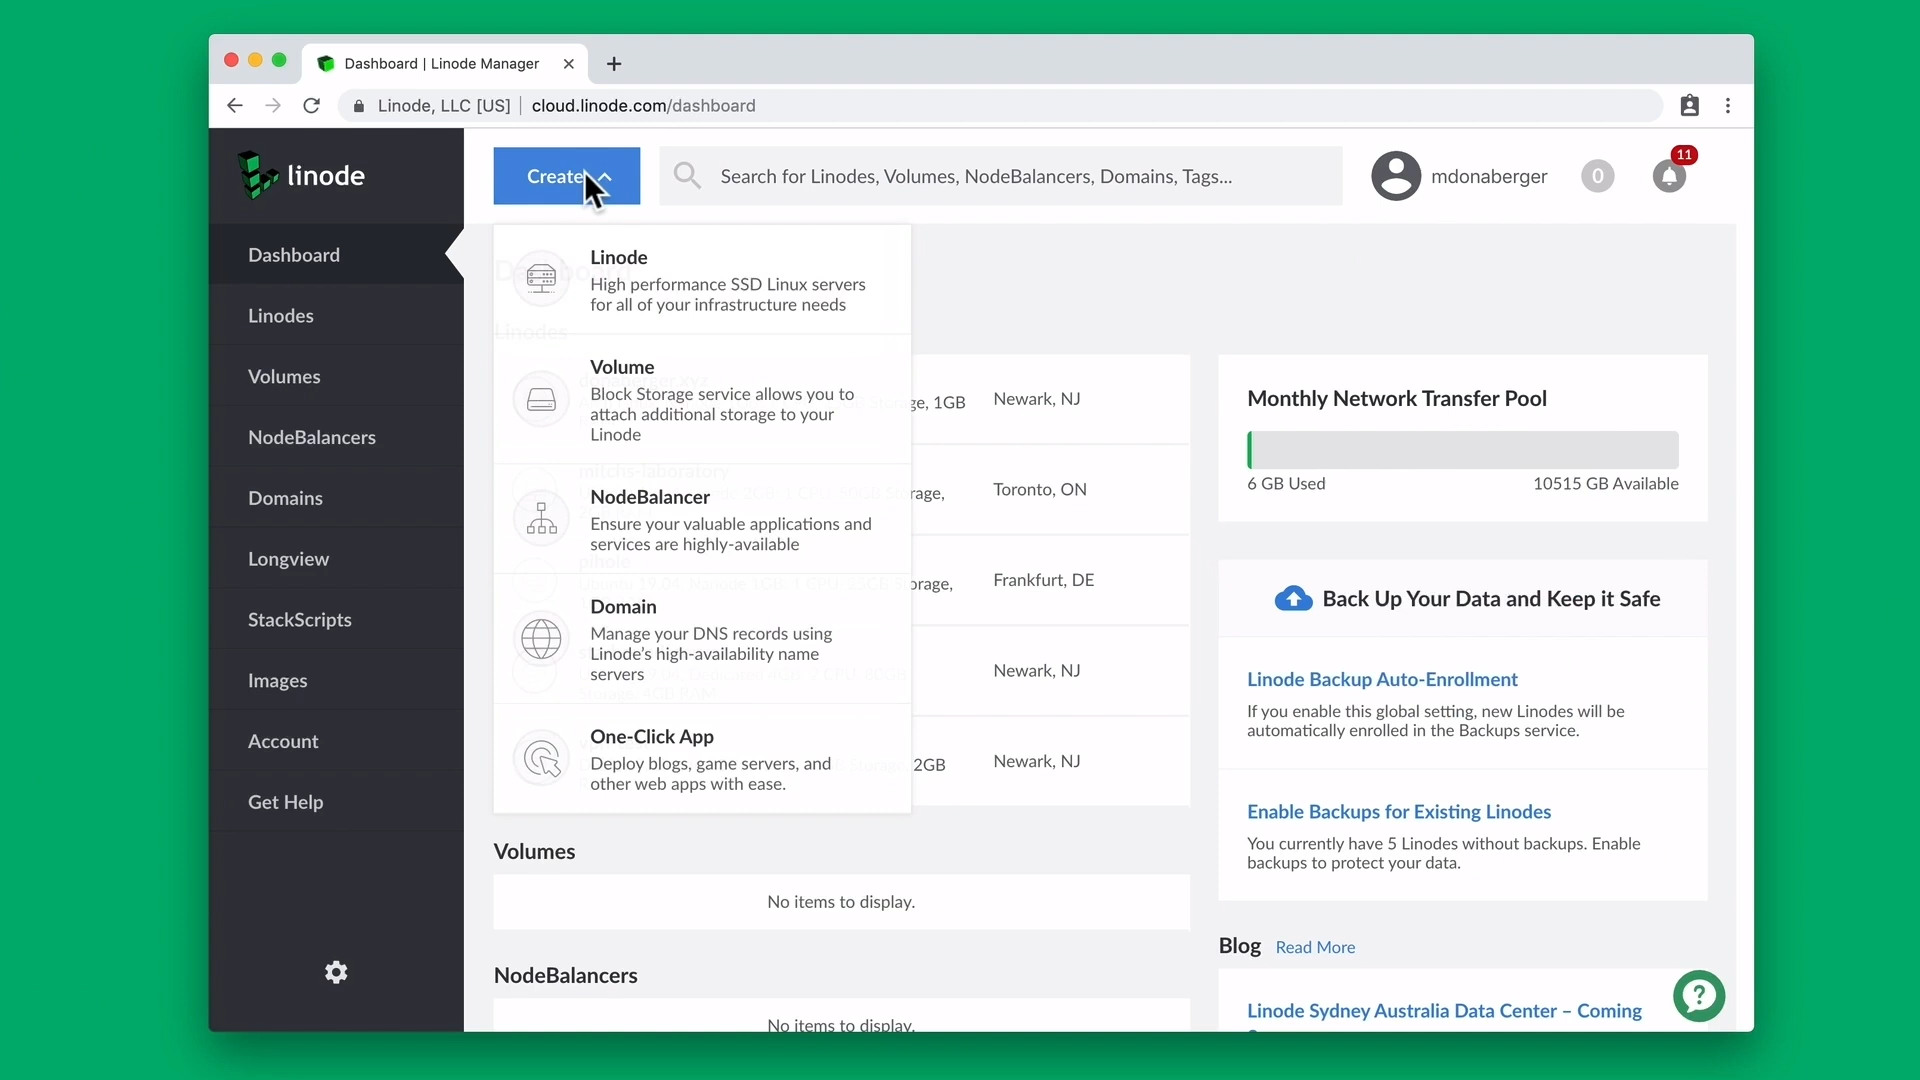 Dashboard | Linode Manager
Linode, LLC [US] | cloud.linode.com/dashboard
linode
Create
Search for Linodes, Volumes, NodeBalancers, Domains, Tags...
mdonaberger
0
11
Dashboard
Linodes
Volumes
NodeBalancers
Domains
Longview
StackScripts
Images
Account
Get Help
Dashboard
Linodes
Linode
High performance SSD Linux servers
for all of your infrastructure needs
Volume
Block Storage service allows you to
attach additional storage to your
Linode
NodeBalancer
Ensure your valuable applications and
services are highly-available
Domain
Manage your DNS records using
Linode's high-availability name
servers
One-Click App
Deploy blogs, game servers, and
other web apps with ease.
mitchs-laboratory
pihole
1GB
Newark, NJ
Toronto, ON
Frankfurt, DE
Newark, NJ
2GB
Newark, NJ
Volumes
No items to display.
NodeBalancers
No items to display.
Monthly Network Transfer Pool
6 GB Used
10515 GB Available
Back Up Your Data and Keep it Safe
Linode Backup Auto-Enrollment
If you enable this global setting, new Linodes will be
automatically enrolled in the Backups service.
Enable Backups for Existing Linodes
You currently have 5 Linodes without backups. Enable
backups to protect your data.
Blog Read More
Linode Sydney Australia Data Center – Coming